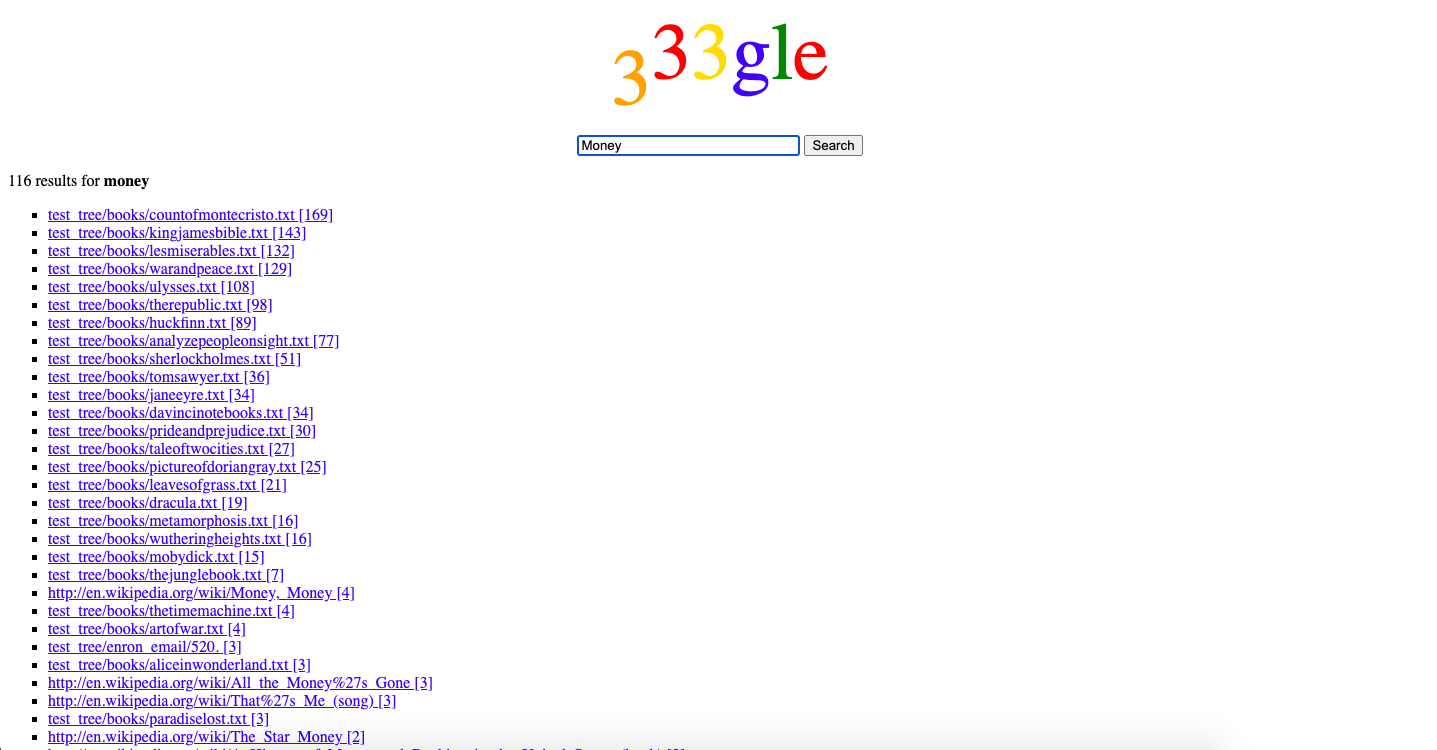 333gle
Money Search
116 results for money
test_tree/books/countofmontecristo.txt [169]
test_tree/books/kingjamesbible.txt [143]
test_tree/books/lesmiserables.txt [132]
test_tree/books/warandpeace.txt [129]
test_tree/books/ulysses.txt [108]
test_tree/books/therepublic.txt [98]
test_tree/books/huckfinn.txt [89]
test_tree/books/analyzepeopleonsight.txt [77]
test_tree/books/sherlockholmes.txt [51]
test_tree/books/tomsawyer.txt [36]
test_tree/books/janeeyre.txt [34]
test_tree/books/davincinotebooks.txt [34]
test_tree/books/prideandprejudice.txt [30]
test_tree/books/taleoftwocities.txt [27]
test_tree/books/pictureofdoriangray.txt [25]
test_tree/books/leavesofgrass.txt [21]
test_tree/books/dracula.txt [19]
test_tree/books/metamorphosis.txt [16]
test_tree/books/wutheringheights.txt [16]
test_tree/books/mobydick.txt [15]
test_tree/books/thejunglebook.txt [7]
http://en.wikipedia.org/wiki/Money,_Money [4]
test_tree/books/thetimemachine.txt [4]
test_tree/books/artofwar.txt [4]
test_tree/enron_email/520. [3]
test_tree/books/aliceinwonderland.txt [3]
http://en.wikipedia.org/wiki/All_the_Money%27s_Gone [3]
http://en.wikipedia.org/wiki/That%27s_Me_(song) [3]
test_tree/books/paradiselost.txt [3]
http://en.wikipedia.org/wiki/The_Star_Money [2]